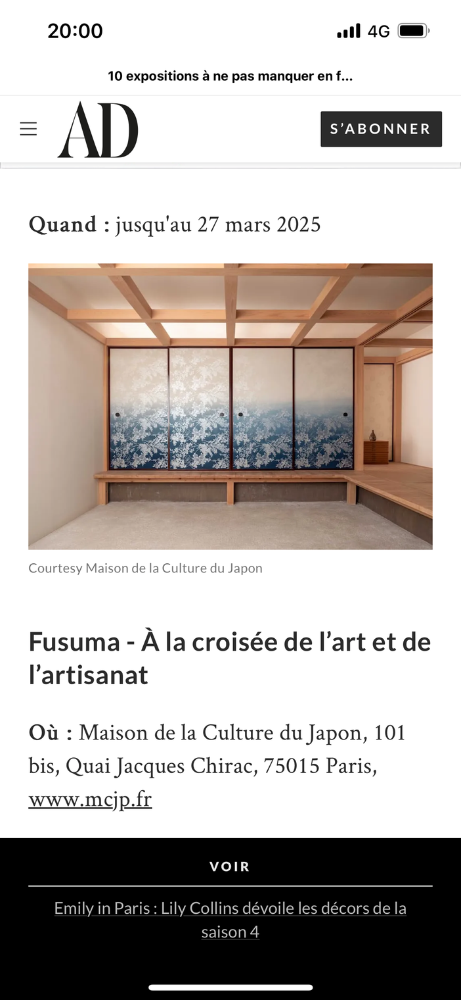 20:00
4G
10 expositions à ne pas manquer en f...
AD
S’ABONNER
Quand : jusqu'au 27 mars 2025
Courtesy Maison de la Culture du Japon
Fusuma - À la croisée de l’art et de
l’artisanat
Où : Maison de la Culture du Japon, 101
bis, Quai Jacques Chirac, 75015 Paris,
www.mcjp.fr
VOIR
Emily in Paris : Lily Collins dévoile les décors de la
saison 4